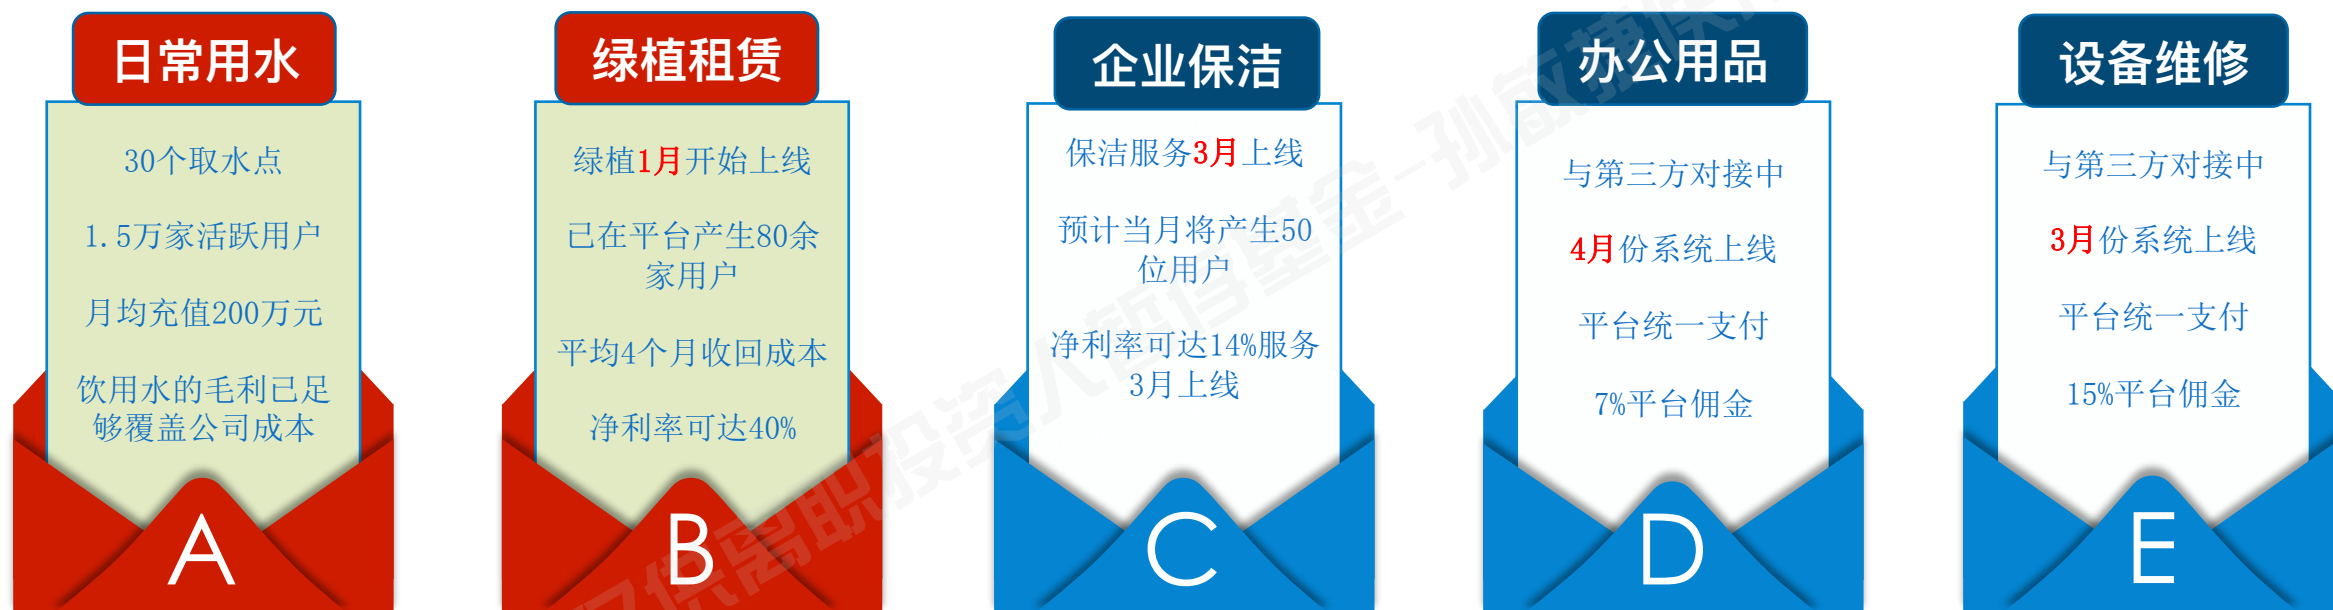 日常用水
30个取水点
1.5万家活跃用户
月均充值200万元
饮用水的毛利已足
够覆盖公司成本
A
绿植租赁
绿植1月开始上线
已在平台产生80余
家用户
平均4个月收回成本
净利率可达40%
B
企业保洁
保洁服务3月上线
预计当月将产生50
位用户
净利率可达14%服务
3月上线
C
办公用品
与第三方对接中
4月份系统上线
平台统一支付
7%平台佣金
D
设备维修
与第三方对接中
3月份系统上线
平台统一支付
15%平台佣金
E